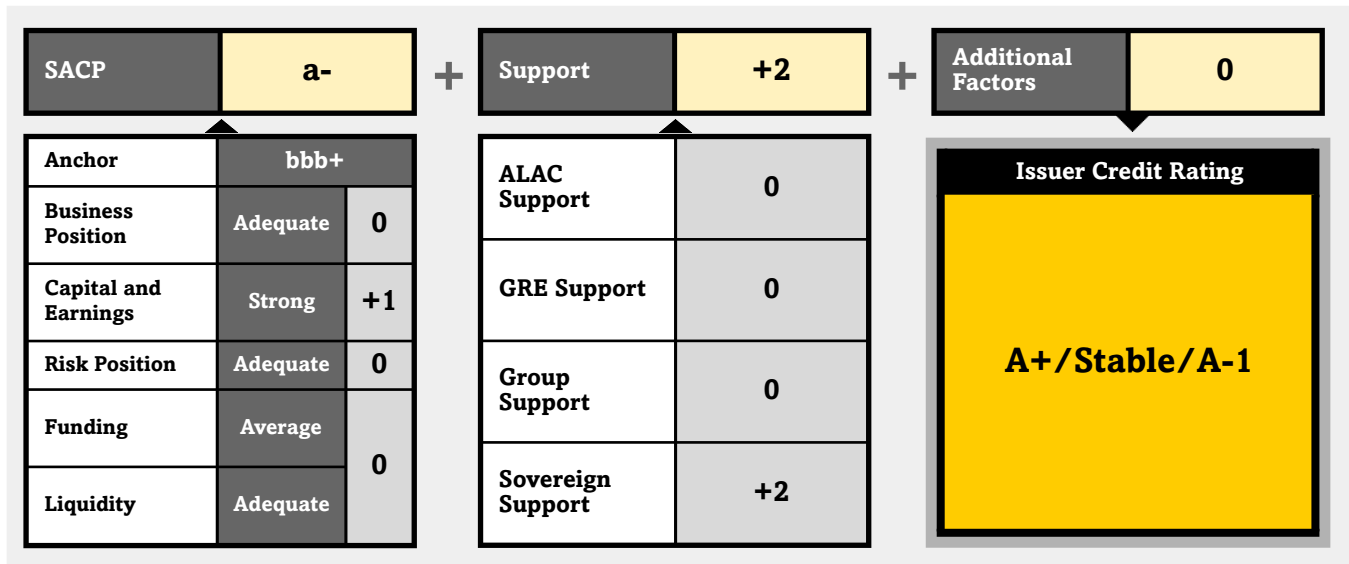 SACP
a-
+
Support
+2
+
Additional
Factors
0
Anchor
bbb+
Business
Position
Adequate
0
Capital and
Earnings
Strong
+1
Risk Position
Adequate
0
Funding
Average
0
Liquidity
Adequate
ALAC
Support
0
GRE Support
0
Group
Support
0
Sovereign
Support
+2
Issuer Credit Rating
A+/Stable/A-1